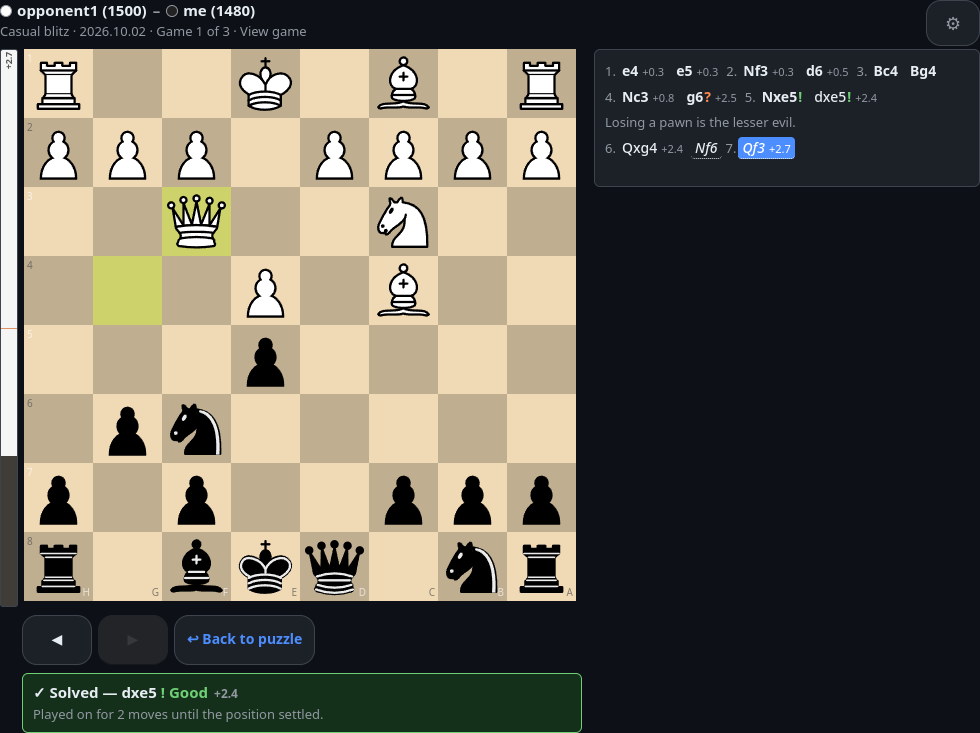 opponent1 (1500) – me (1480)
Casual blitz · 2026.10.02 · Game 1 of 3 · View game
+2.7
1. e4 +0.3 e5 +0.3 2. Nf3 +0.3 d6 +0.5 3. Bc4 Bg4
4. Nc3 +0.8 g6? +2.5 5. Nxe5! dxe5! +2.4
Losing a pawn is the lesser evil.
6. Qxg4 +2.4 Nf6 7. Qf3 +2.7
1
2
3
4
5
6
7
8
H G F E D C B A
↩ Back to puzzle
✓ Solved — dxe5 ! Good +2.4
Played on for 2 moves until the position settled.